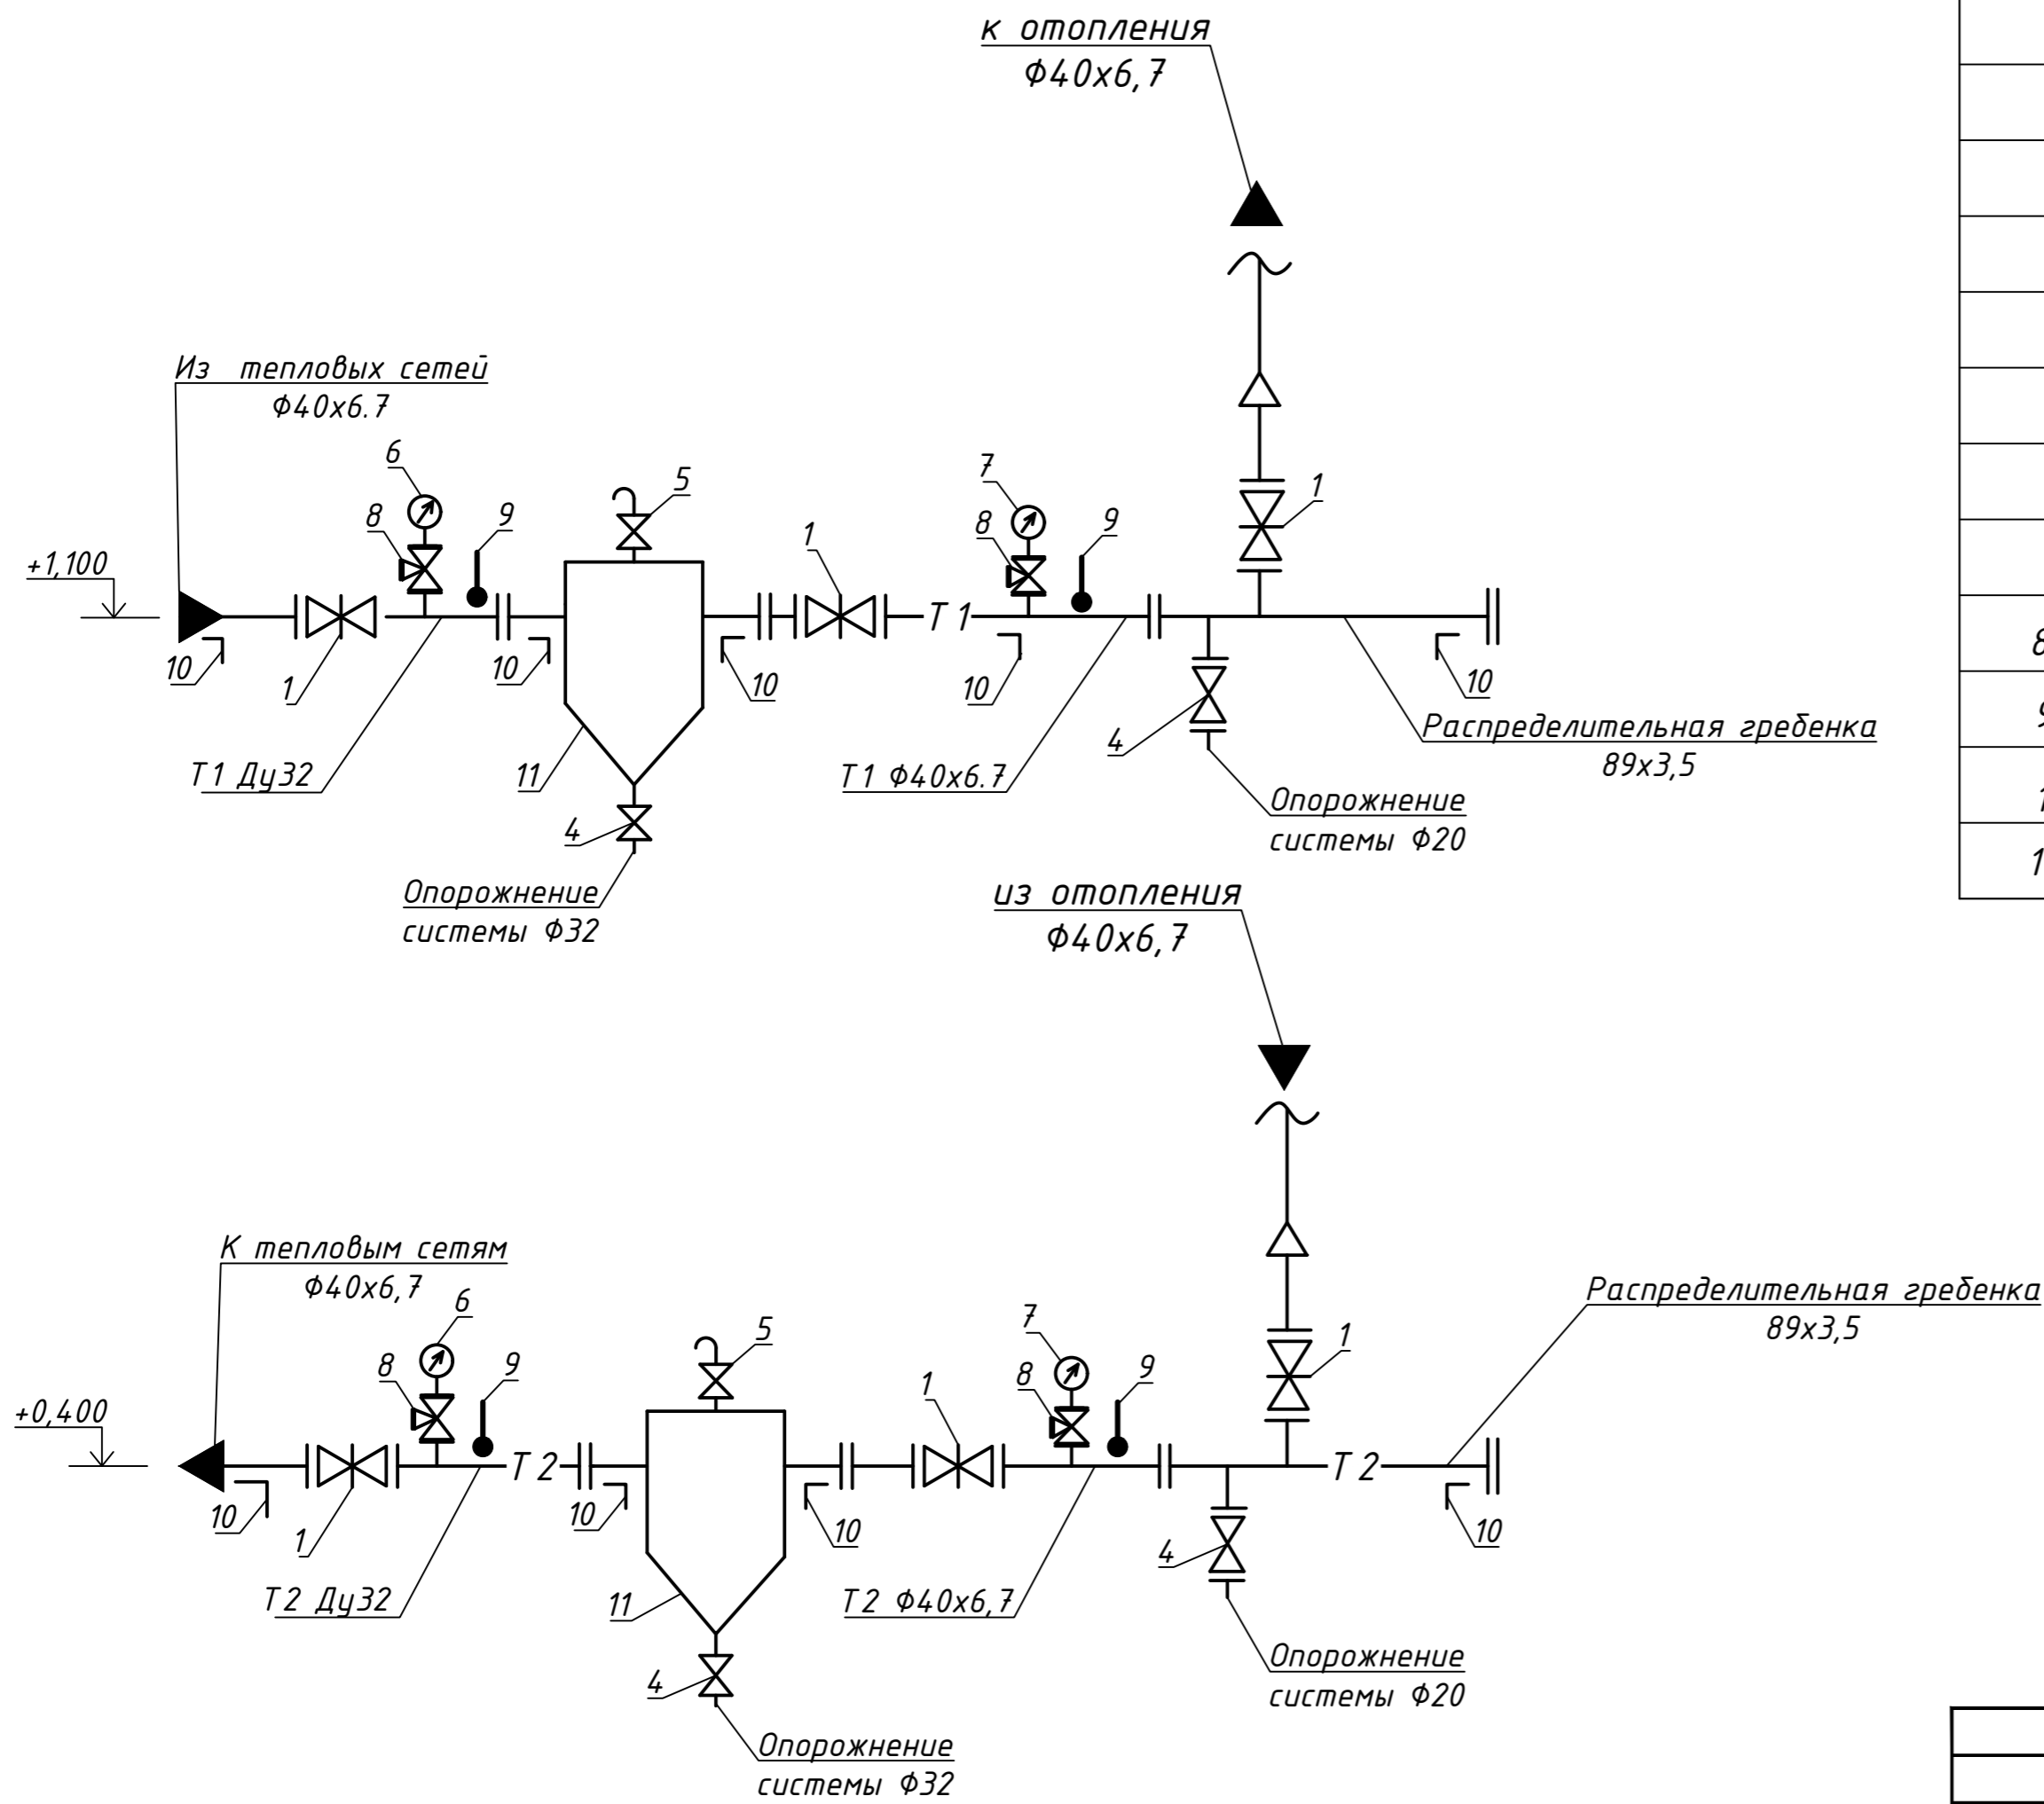 к отопления
Ф40х6,7
Из тепловых сетей
Ф40х6.7
6
5
7
1
8
9
8
9
1
+1,100
Т 1
10
1
10
10
10
10
4
Распределительная гребенка
89х3,5
Т1 Ду32
11
Т1 Ф40х6.7
Опорожнение
системы Ф20
4
Опорожнение
системы Ф32
8
из отопления
Ф40х6,7
К тепловым сетям
Ф40х6,7
6
5
7
1
Распределительная гребенка
89х3,5
8
9
1
8
9
+0,400
Т 2
Т 2
10
1
10
10
4
10
Т2 Ду32
11
Т2 Ф40х6,7
Опорожнение
системы Ф20
4
Опорожнение
системы Ф32